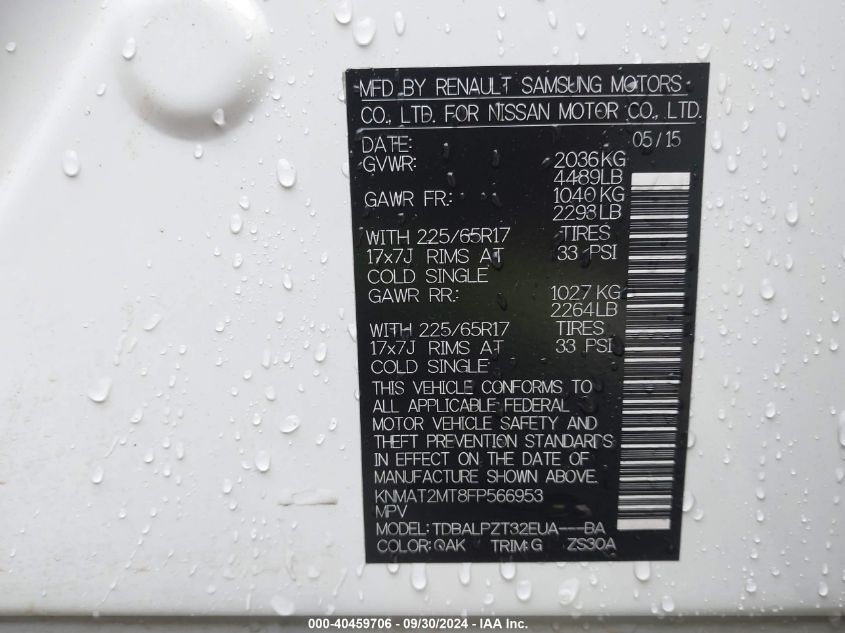 MFD BY RENAULT SAMSUNG MOTORS
CO., LTD. FOR NISSAN MOTOR CO., LTD.
DATE: 05/15
GVWR: 2036KG
4489LB
GAWR FR: 1040KG
2293LB
WITH 225/65R17 TIRES
17x7J RIMS AT 33 PSI
COLD SINGLE
GAWR RR: 1027KG
2264LB
WITH 225/65R17 TIRES
17x7J RIMS AT 33 PSI
COLD SINGLE
THIS VEHICLE CONFORMS TO
ALL APPLICABLE FEDERAL
MOTOR VEHICLE SAFETY AND
THEFT PREVENTION STANDARDS
IN EFFECT ON THE DATE OF
MANUFACTURE SHOWN ABOVE.
KNMAT2MT8FP566953
MPV
MODEL: TDBALPZT32EUA---BA
COLOR: QAK TRIM: G ZS30A
000-40459706 - 09/30/2024 - IAA Inc.